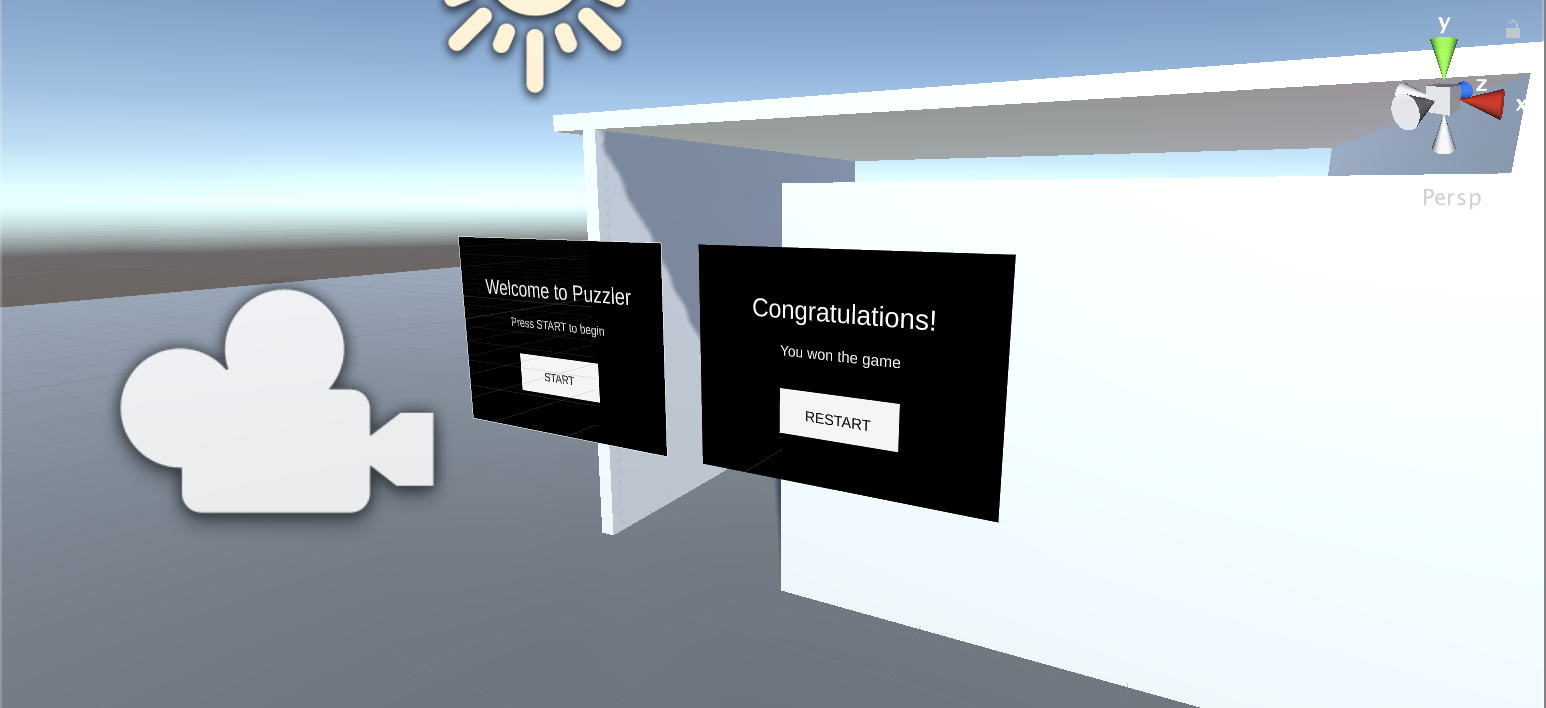 y
z
x
Persp
Welcome to Puzzler
Press START to begin
START
Congratulations!
You won the game
RESTART